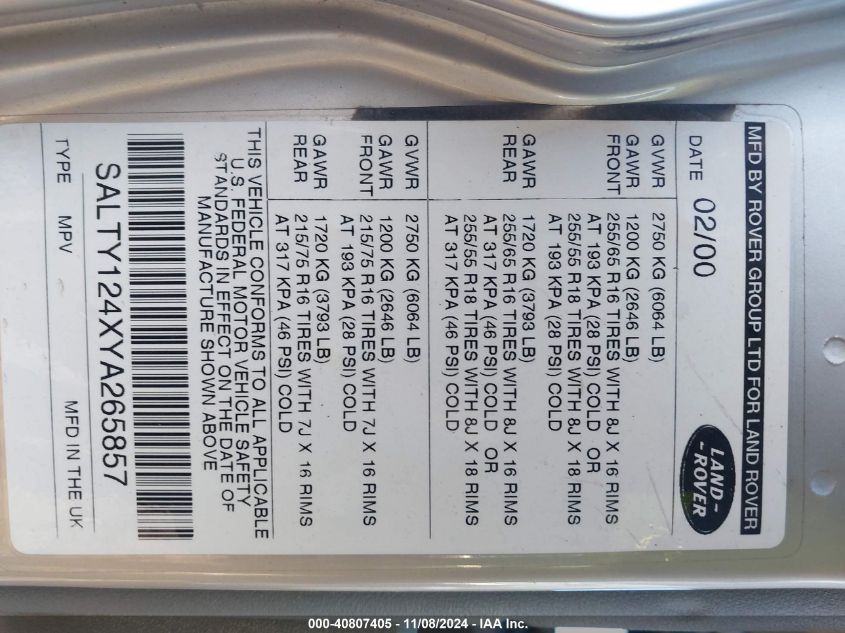 MFD BY ROVER GROUP LTD FOR LAND ROVER
DATE 02/00
LAND-
-ROVER
GVWR 2750 KG (6064 LB)
GAWR 1200 KG (2646 LB)
FRONT 255/65 R16 TIRES WITH 8J X 16 RIMS
AT 193 KPA (28 PSI) COLD OR
255/55 R18 TIRES WITH 8J X 18 RIMS
AT 193 KPA (28 PSI) COLD
GAWR 1720 KG (3793 LB)
REAR 255/65 R16 TIRES WITH 8J X 16 RIMS
AT 317 KPA (46 PSI) COLD OR
255/55 R18 TIRES WITH 8J X 18 RIMS
AT 317 KPA (46 PSI) COLD
GVWR 2750 KG (6064 LB)
GAWR 1200 KG (2646 LB)
FRONT 215/75 R16 TIRES WITH 7J X 16 RIMS
AT 193 KPA (28 PSI) COLD
GAWR 1720 KG (3793 LB)
REAR 215/75 R16 TIRES WITH 7J X 16 RIMS
AT 317 KPA (46 PSI) COLD
THIS VEHICLE CONFORMS TO ALL APPLICABLE
U.S. FEDERAL MOTOR VEHICLE SAFETY
STANDARDS IN EFFECT ON THE DATE OF
MANUFACTURE SHOWN ABOVE
SALTY124XYA265857
TYPE MPV MFD IN THE UK
000-40807405 - 11/08/2024 - IAA Inc.